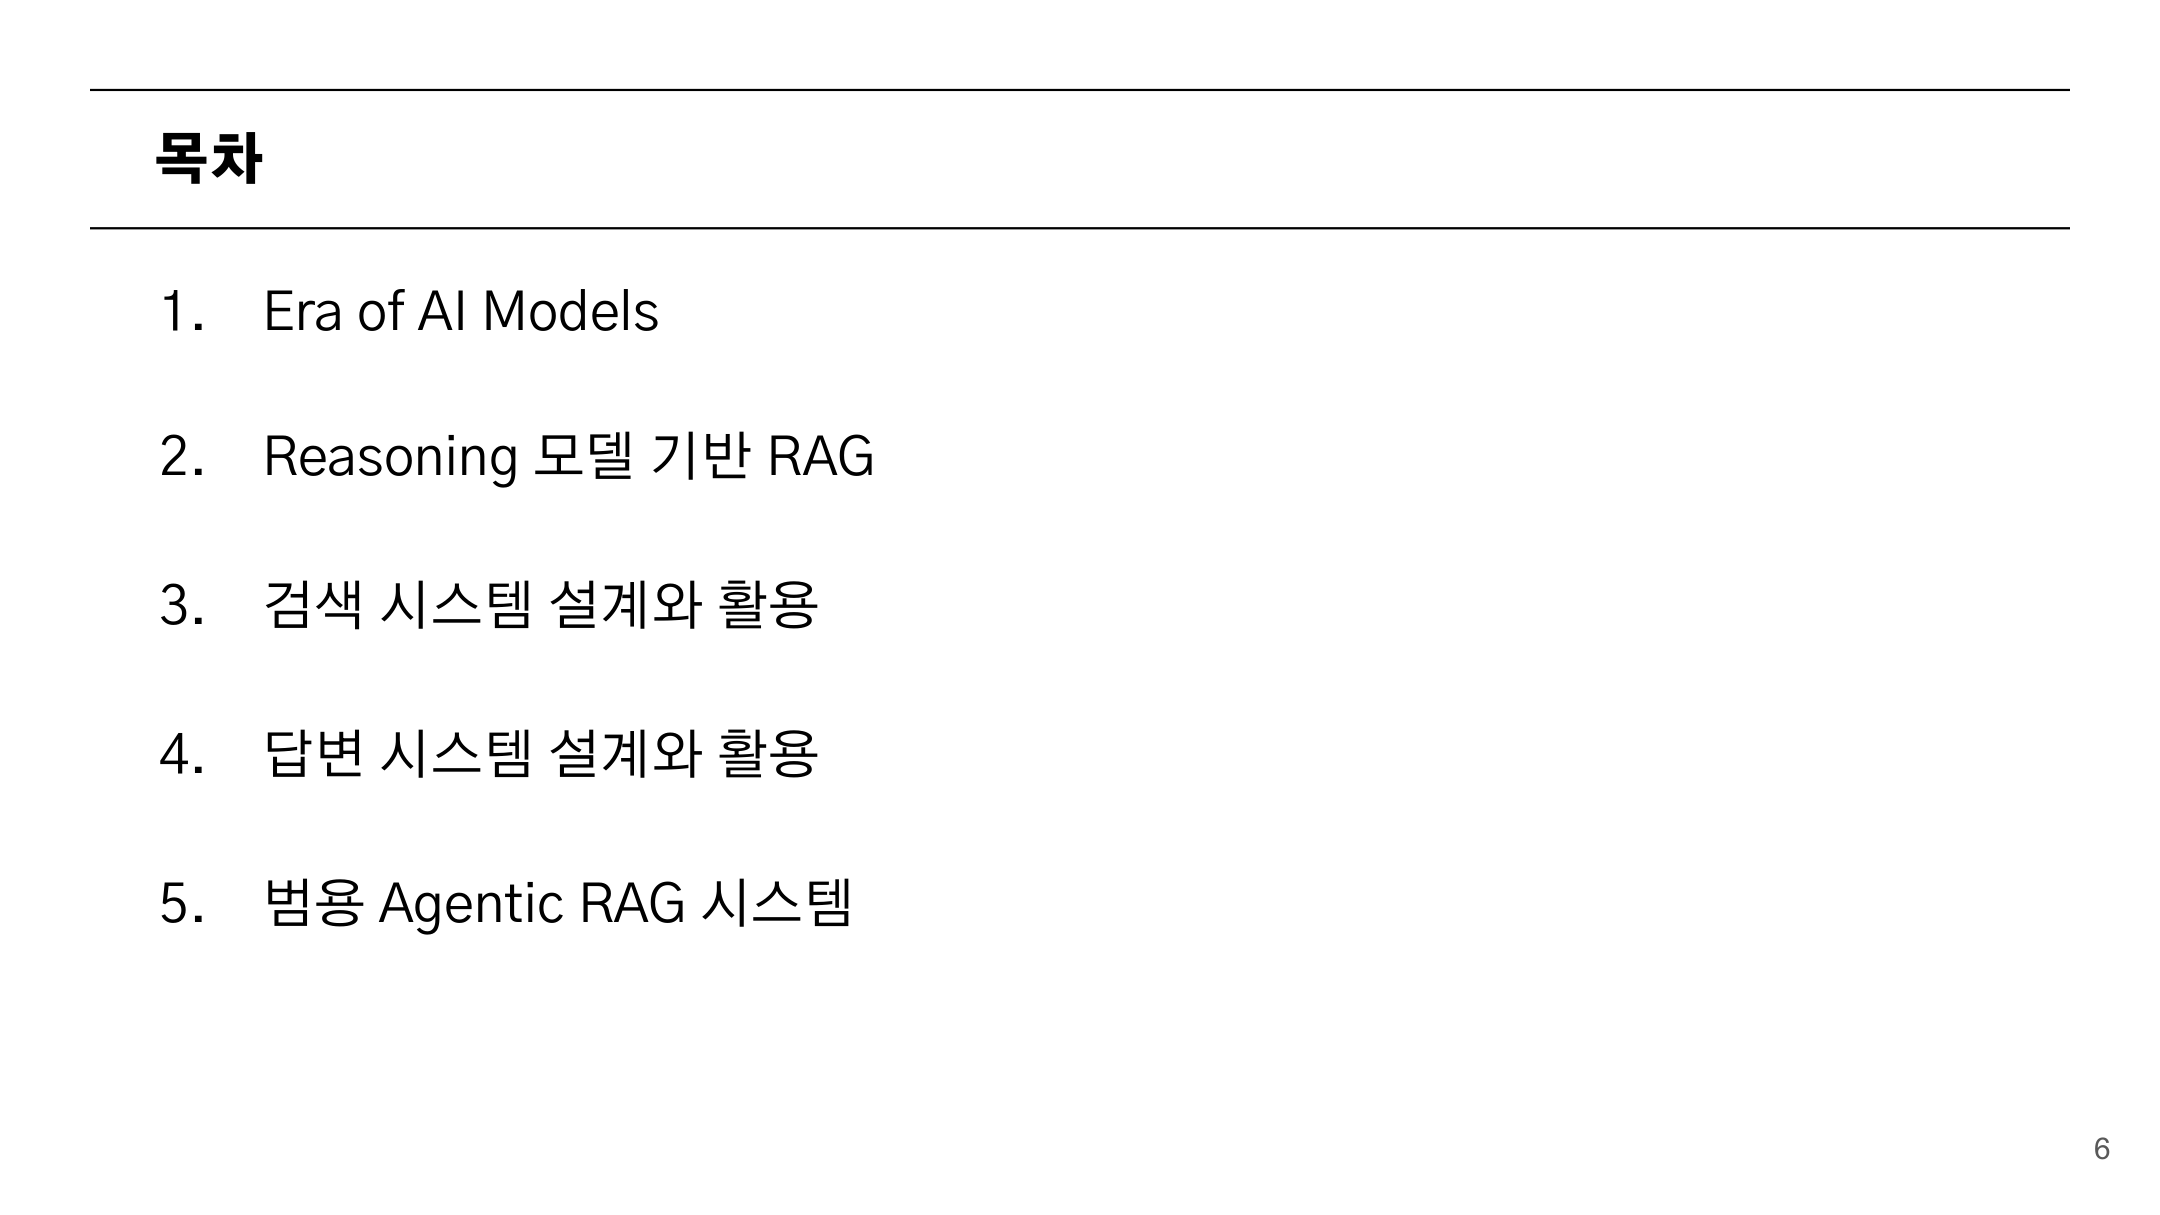 목차
1. Era of AI Models
2. Reasoning 모델 기반 RAG
3. 검색 시스템 설계와 활용
4. 답변 시스템 설계와 활용
5. 범용 Agentic RAG 시스템
6